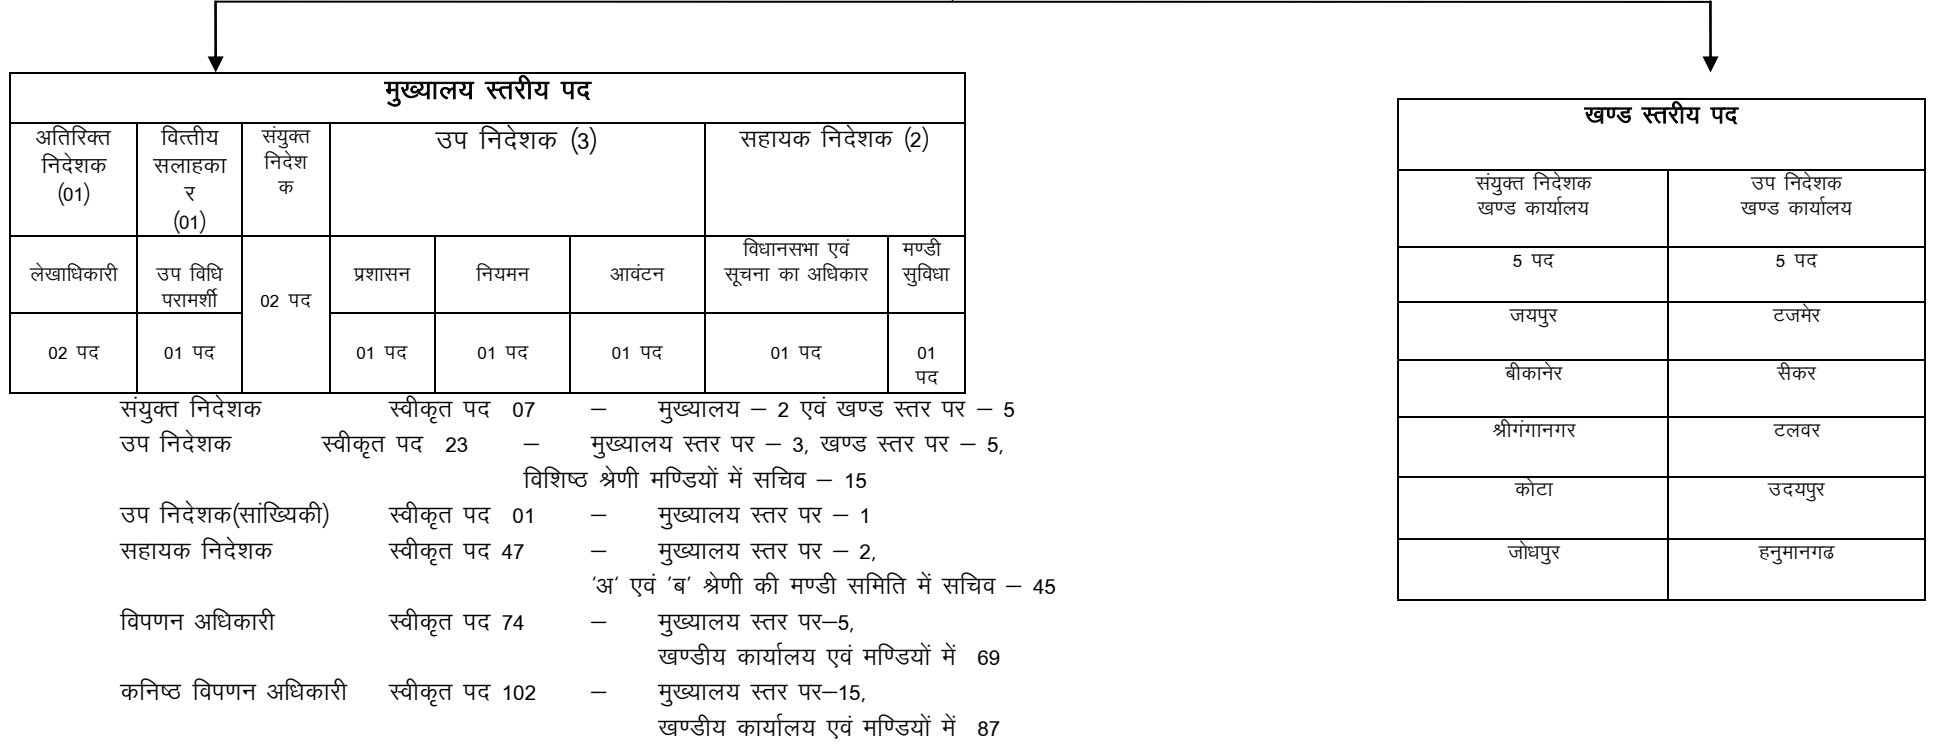 मुख्यालय स्तरीय पद
अतिरिक्त
निदेशक
(01)
वित्तीय
सलाहका
र
(01)
संयुक्त
निदेश
क
उप निदेशक (3)
सहायक निदेशक (2)
लेखाधिकारी
उप विधि
परामर्शी
02 पद
प्रशासन
नियमन
आवंटन
विधानसभा एवं
सूचना का अधिकार
मण्डी
सुविधा
02 पद
01 पद
01 पद
01 पद
01 पद
01 पद
01
पद
खण्ड स्तरीय पद
संयुक्त निदेशक
खण्ड कार्यालय
उप निदेशक
खण्ड कार्यालय
5 पद
5 पद
जयपुर
टजमेर
बीकानेर
सीकर
श्रीगंगानगर
टलवर
कोटा
उदयपुर
जोधपुर
हनुमानगढ
संयुक्त निदेशक स्वीकृत पद 07 – मुख्यालय – 2 एवं खण्ड स्तर पर – 5
उप निदेशक स्वीकृत पद 23 – मुख्यालय स्तर पर – 3, खण्ड स्तर पर – 5,
विशिष्ठ श्रेणी मण्डियों में सचिव – 15
उप निदेशक(सांख्यिकी) स्वीकृत पद 01 – मुख्यालय स्तर पर – 1
सहायक निदेशक स्वीकृत पद 47 – मुख्यालय स्तर पर – 2,
‘अ‘ एवं ’ब’ श्रेणी की मण्डी समिति में सचिव – 45
विपणन अधिकारी स्वीकृत पद 74 – मुख्यालय स्तर पर–5,
खण्डीय कार्यालय एवं मण्डियों में 69
कनिष्ठ विपणन अधिकारी स्वीकृत पद 102 – मुख्यालय स्तर पर–15,
खण्डीय कार्यालय एवं मण्डियों में 87